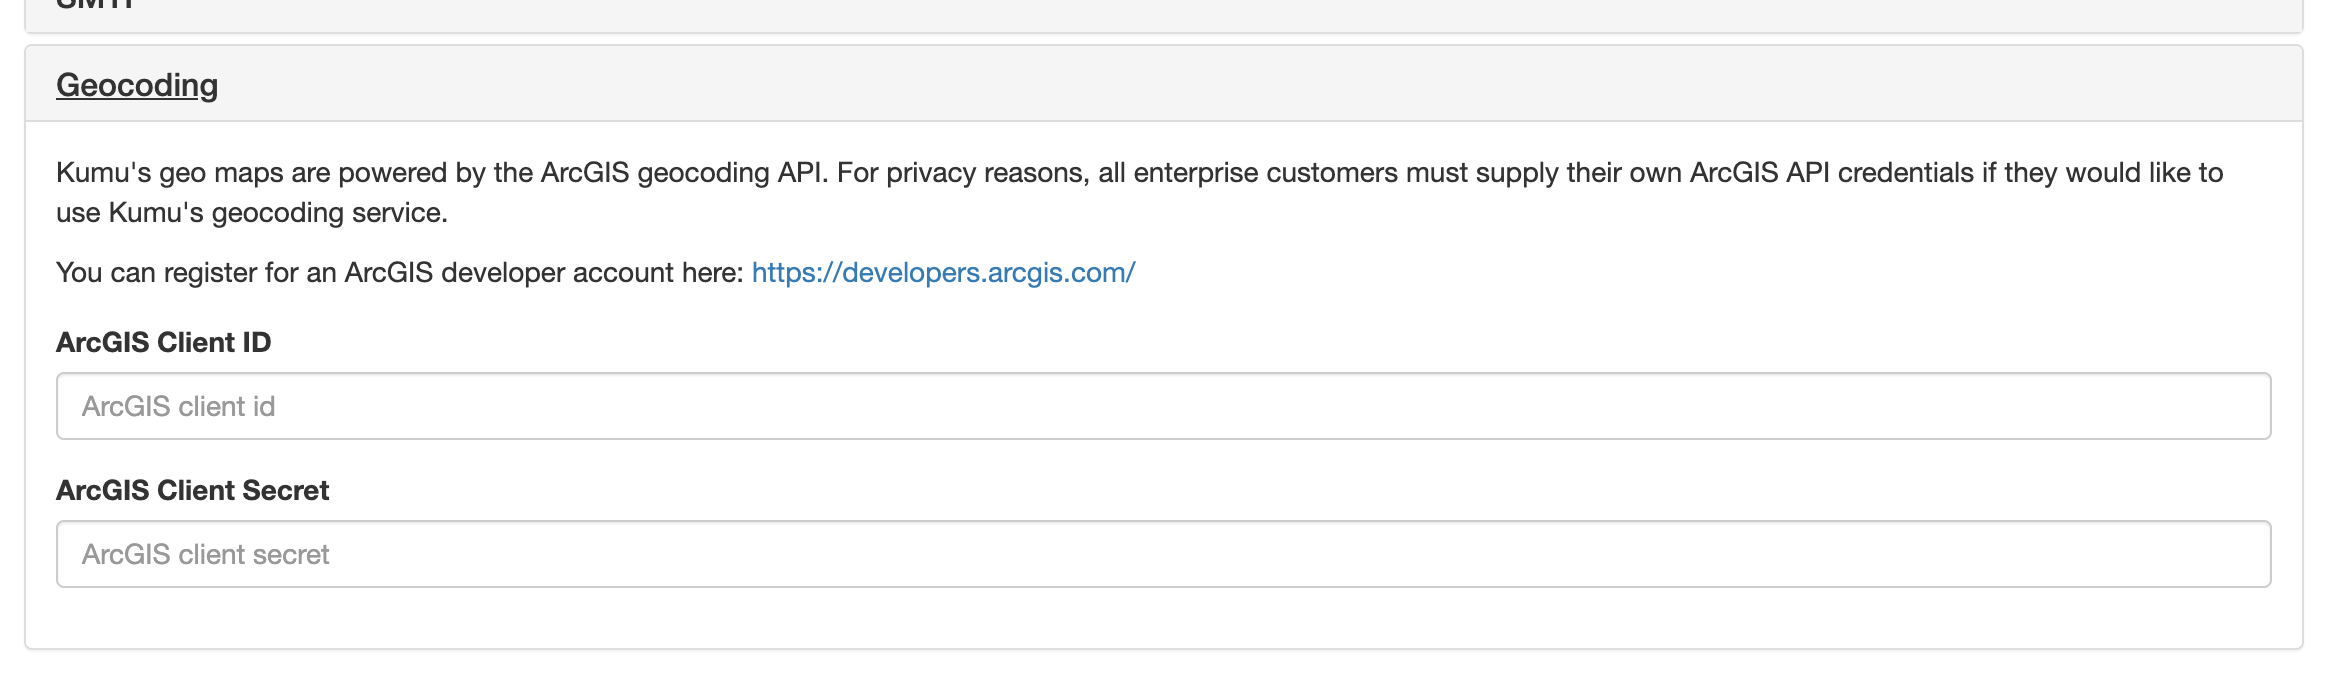 Geocoding
Kumu's geo maps are powered by the ArcGIS geocoding API. For privacy reasons, all enterprise customers must supply their own ArcGIS API credentials if they would like to
use Kumu's geocoding service.
You can register for an ArcGIS developer account here: https://developers.arcgis.com/
ArcGIS Client ID
ArcGIS client id
ArcGIS Client Secret
ArcGIS client secret